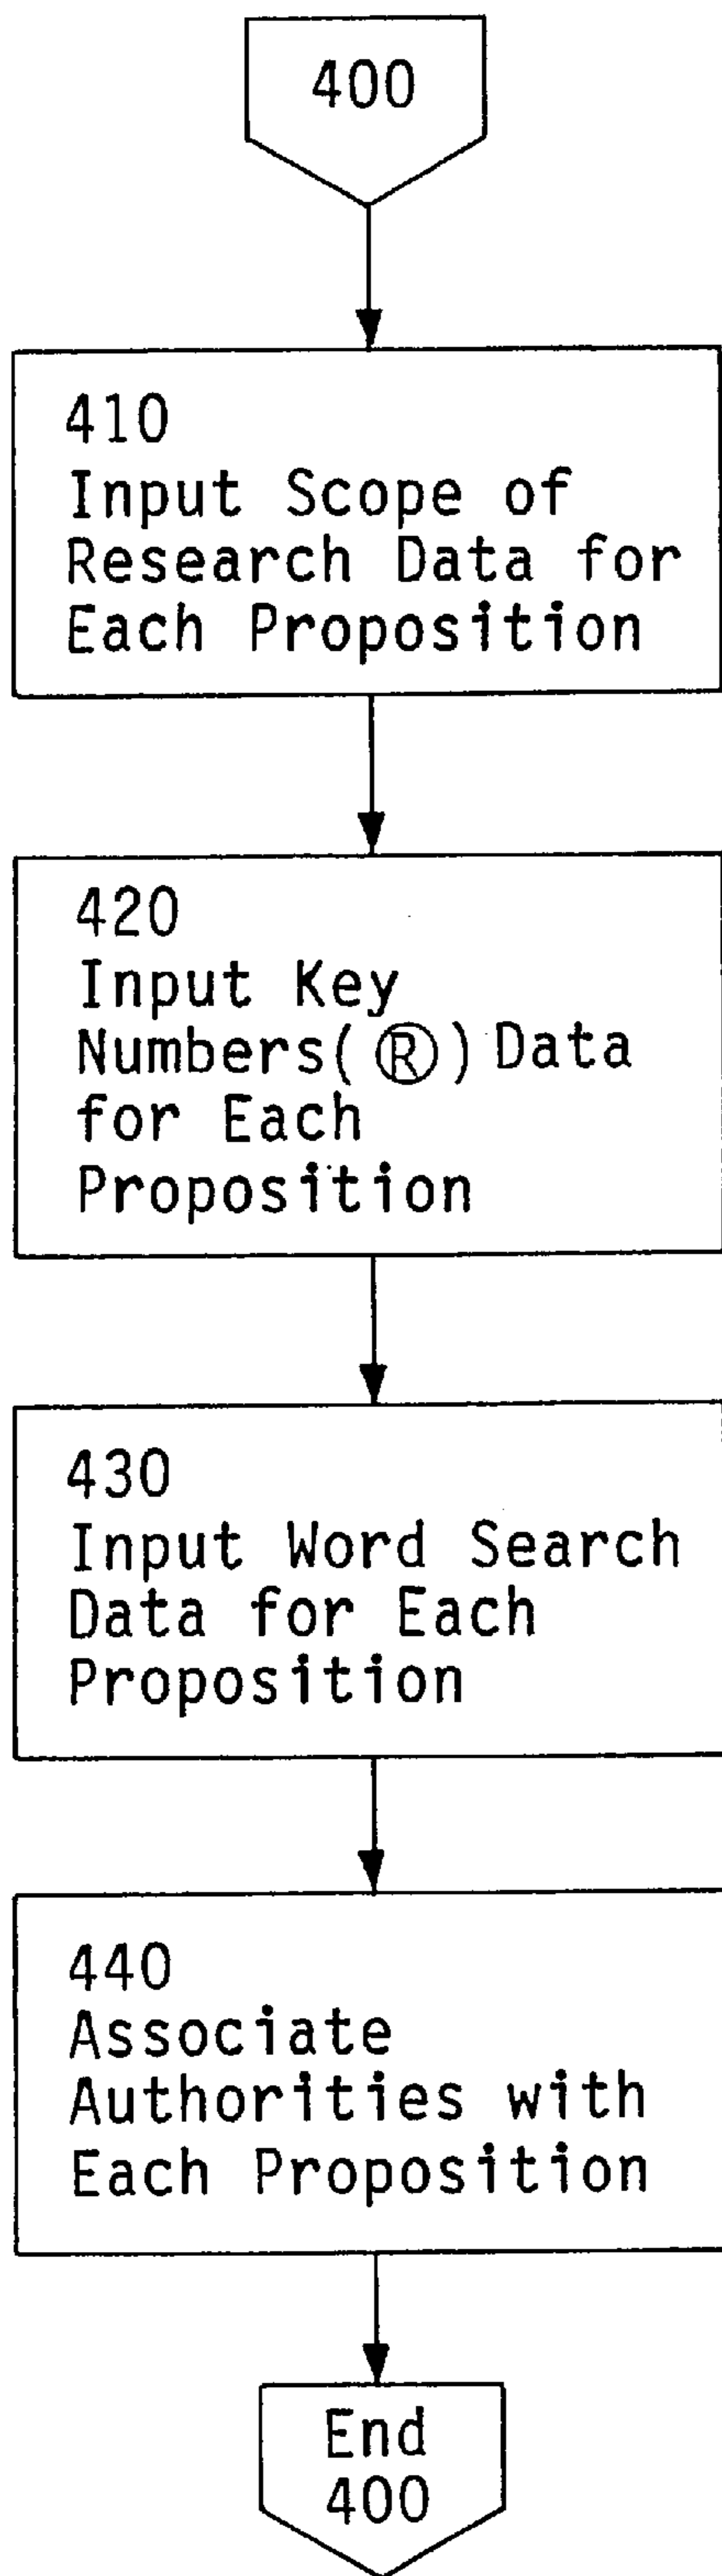 400
410
Input Scope of
Research Data for
Each Proposition
420
Input Key
Numbers( ® ) Data
for Each
Proposition
430
Input Word Search
Data for Each
Proposition
440
Associate
Authorities with
Each Proposition
End
400